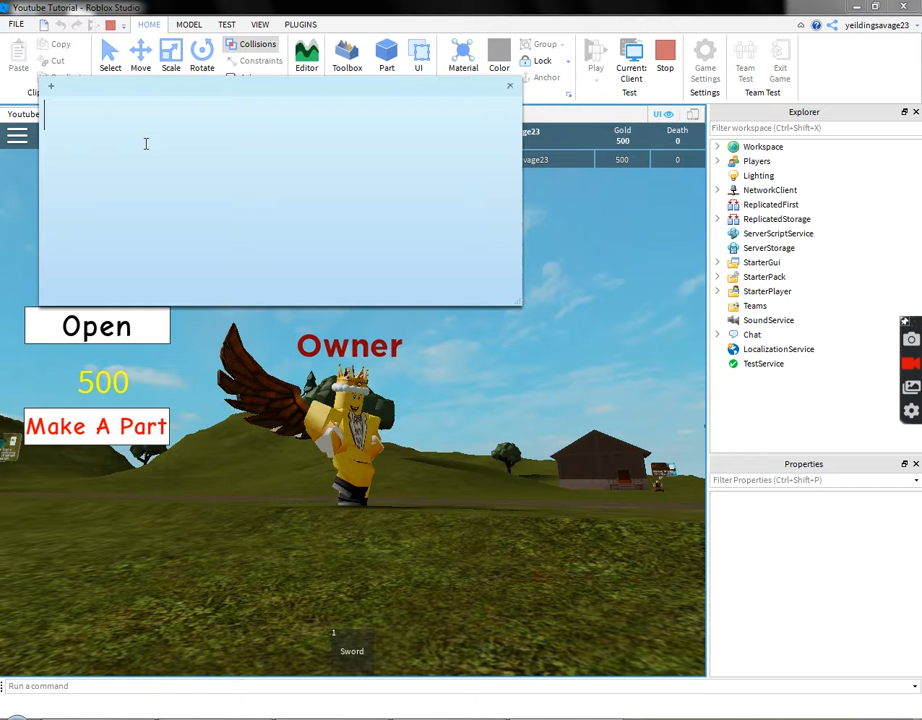 Youtube Tutorial - Roblox Studio
FILE HOME MODEL TEST VIEW PLUGINS yeildingsavage23
Paste Copy Select Move Scale Rotate Collisions Constraints Editor Toolbox Part UI Material Color Group Lock Anchor Play Current: Client Stop Game Settings Team Test Exit Game
Test Settings Team Test
Youtube UI
Gold Death
500 0
500 0
Explorer
Filter workspace (Ctrl+Shift+X)
Workspace
Players
Lighting
NetworkClient
ReplicatedFirst
ReplicatedStorage
ServerScriptService
ServerStorage
StarterGui
StarterPack
StarterPlayer
Teams
SoundService
Chat
LocalizationService
TestService
Open
Owner
500
Make A Part
Properties
Filter Properties (Ctrl+Shift+P)
1
Sword
Run a command